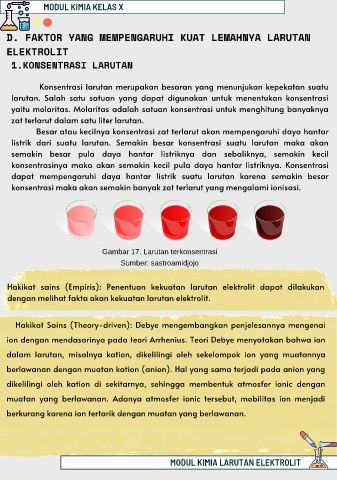 MODUL KIMIA KELAS X
D. FAKTOR YANG MEMPENGARUHI KUAT LEMAHNYA LARUTAN
ELEKTROLIT
1.KONSENTRASI LARUTAN
Konsentrasi larutan merupakan besaran yang menunjukan kepekatan suatu
larutan. Salah satu satuan yang dapat digunakan untuk menentukan konsentrasi
yaitu molaritas. Molaritas adalah satuan konsentrasi untuk menghitung banyaknya
zat terlarut dalam satu liter larutan.
Besar atau kecilnya konsentrasi zat terlarut akan mempengaruhi daya hantar
listrik dari suatu larutan. Semakin besar konsentrasi suatu larutan maka akan
semakin besar pula daya hantar listriknya dan sebaliknya, semakin kecil
konsentrasinya maka akan semakin kecil pula daya hantar listriknya. Konsentrasi
dapat mempengaruhi daya hantar listrik suatu larutan karena semakin besar
konsentrasi maka akan semakin banyak zat terlarut yang mengalami ionisasi.
Gambar 17. Larutan terkonsentrasi
Sumber: sastroamidjojo
Hakikat sains (Empiris): Penentuan kekuatan larutan elektrolit dapat dilakukan
dengan melihat fakta akan kekuatan larutan elektrolit.
Hakikat Sains (Theory-driven): Debye mengembangkan penjelesannya mengenai
ion dengan mendasarinya pada teori Arrhenius. Teori Debye menyatakan bahwa ion
dalam larutan, misalnya kation, dikelilingi oleh sekelompok ion yang muatannya
berlawanan dengan muatan kation (anion). Hal yang sama terjadi pada anion yang
dikelilingi oleh kation di sekitarnya, sehingga membentuk atmosfer ionic dengan
muatan yang berlawanan. Adanya atmosfer ionic tersebut, mobilitas ion menjadi
berkurang karena ion tertarik dengan muatan yang berlawanan.
MODUL KIMIA LARUTAN ELEKTROLIT